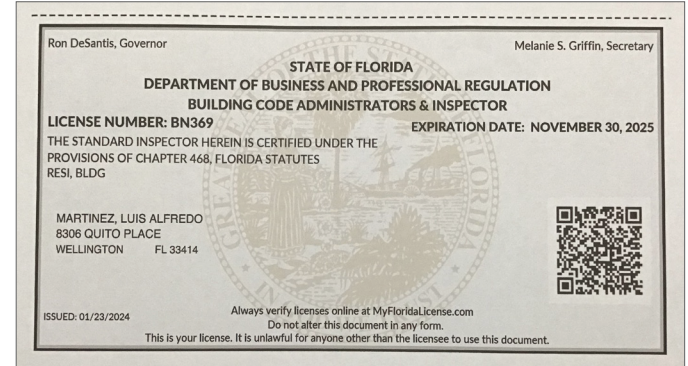 Ron DeSantis, Governor
Melanie S. Griffin, Secretary
STATE OF FLORIDA
DEPARTMENT OF BUSINESS AND PROFESSIONAL REGULATION
BUILDING CODE ADMINISTRATORS & INSPECTOR
LICENSE NUMBER: BN369
EXPIRATION DATE: NOVEMBER 30, 2025
THE STANDARD INSPECTOR HEREIN IS CERTIFIED UNDER THE
PROVISIONS OF CHAPTER 468, FLORIDA STATUTES
RESI, BLDG
MARTINEZ, LUIS ALFREDO
8306 QUITO PLACE
WELLINGTON FL 33414
ISSUED: 01/23/2024
Always verify licenses online at MyFloridaLicense.com
Do not alter this document in any form.
This is your license. It is unlawful for anyone other than the licensee to use this document.